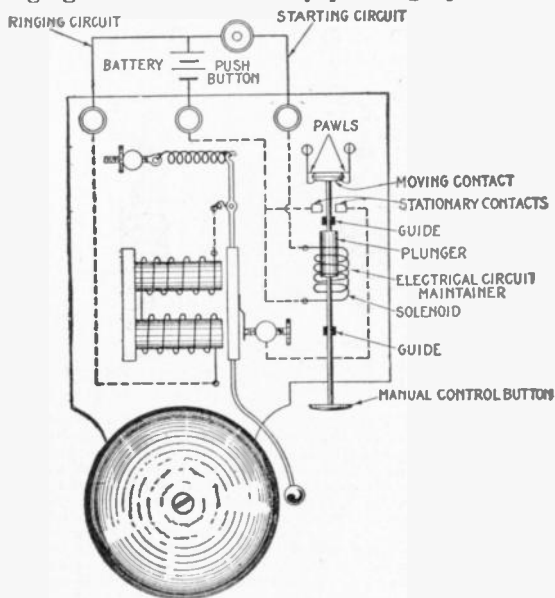 RINGING CIRCUIT
STARTING CIRCUIT
BATTERY
PUSH
BUTTON
PAWLS
MOVING CONTACT
STATIONARY CONTACTS
GUIDE
PLUNGER
ELECTRICAL CIRCUIT
MAINTAINER
SOLENOID
GUIDE
MANUAL CONTROL BUTTON